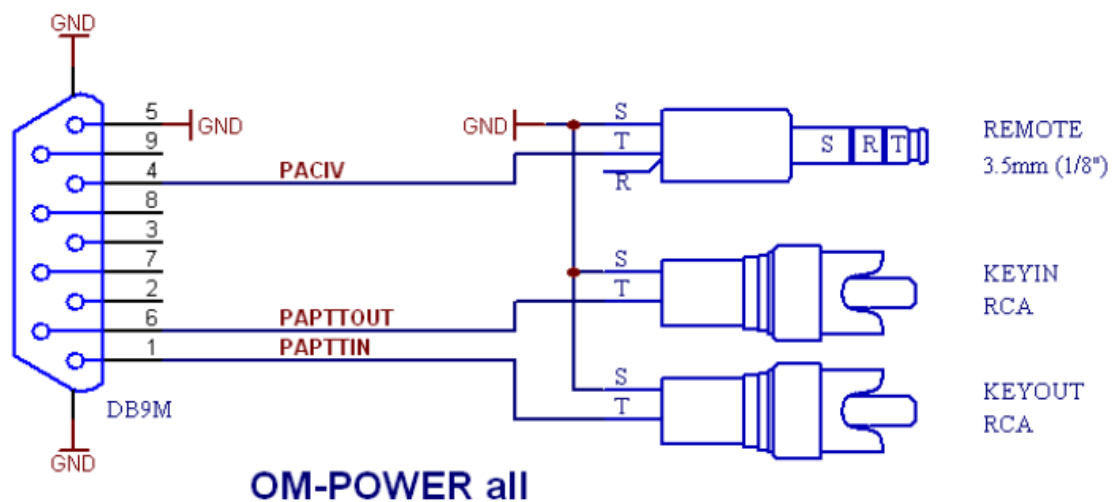 GND
5
GND
9
4
PACIV
8
3
7
2
6
PAPTTOUT
1
PAPTTIN
DB9M
GND
GND
S
T
R
S
R
T
REMOTE
3.5mm (1/8")
S
T
KEYIN
RCA
S
T
KEYOUT
RCA
OM-POWER all